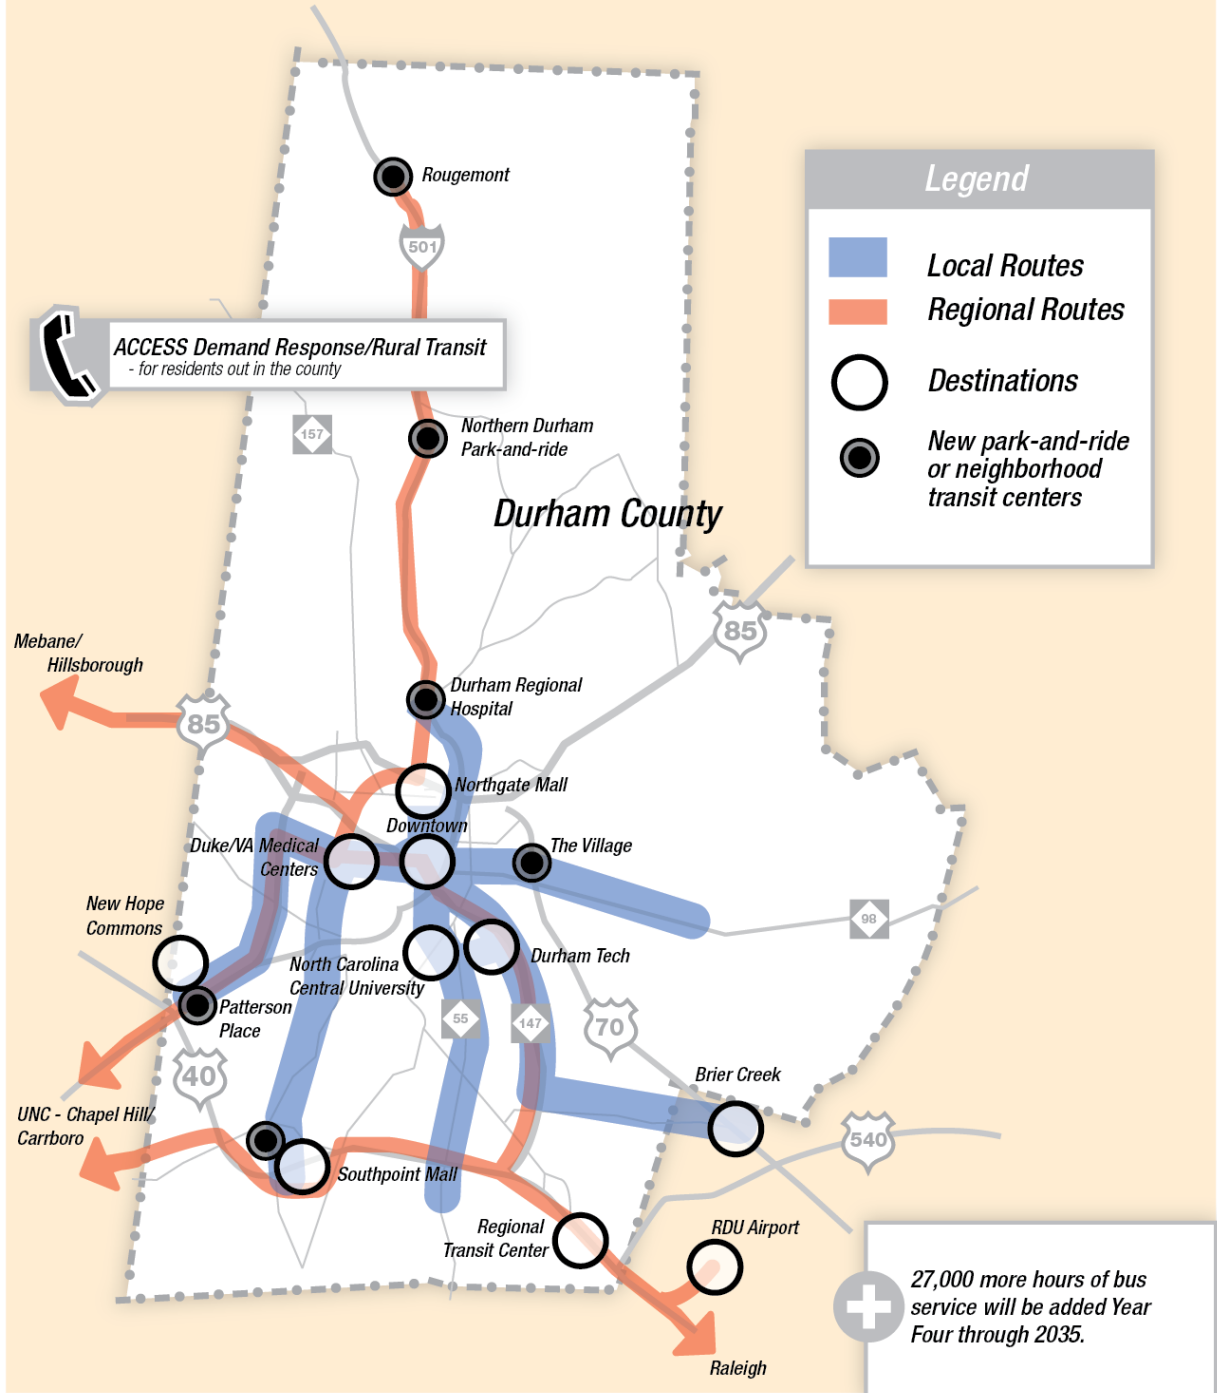 Rougemont
501
ACCESS Demand Response/Rural Transit
- for residents out in the county
157
Northern Durham
Park-and-ride
Durham County
Legend
Local Routes
Regional Routes
Destinations
New park-and-ride
or neighborhood
transit centers
85
Mebane/
Hillsborough
85
Durham Regional
Hospital
Northgate Mall
Downtown
Duke/VA Medical
Centers
The Village
New Hope
Commons
98
North Carolina
Central University
Durham Tech
Patterson
Place
55
147
70
40
Brier Creek
UNC - Chapel Hill/
Carrboro
540
Southpoint Mall
Regional
Transit Center
RDU Airport
Raleigh
27,000 more hours of bus
service will be added Year
Four through 2035.